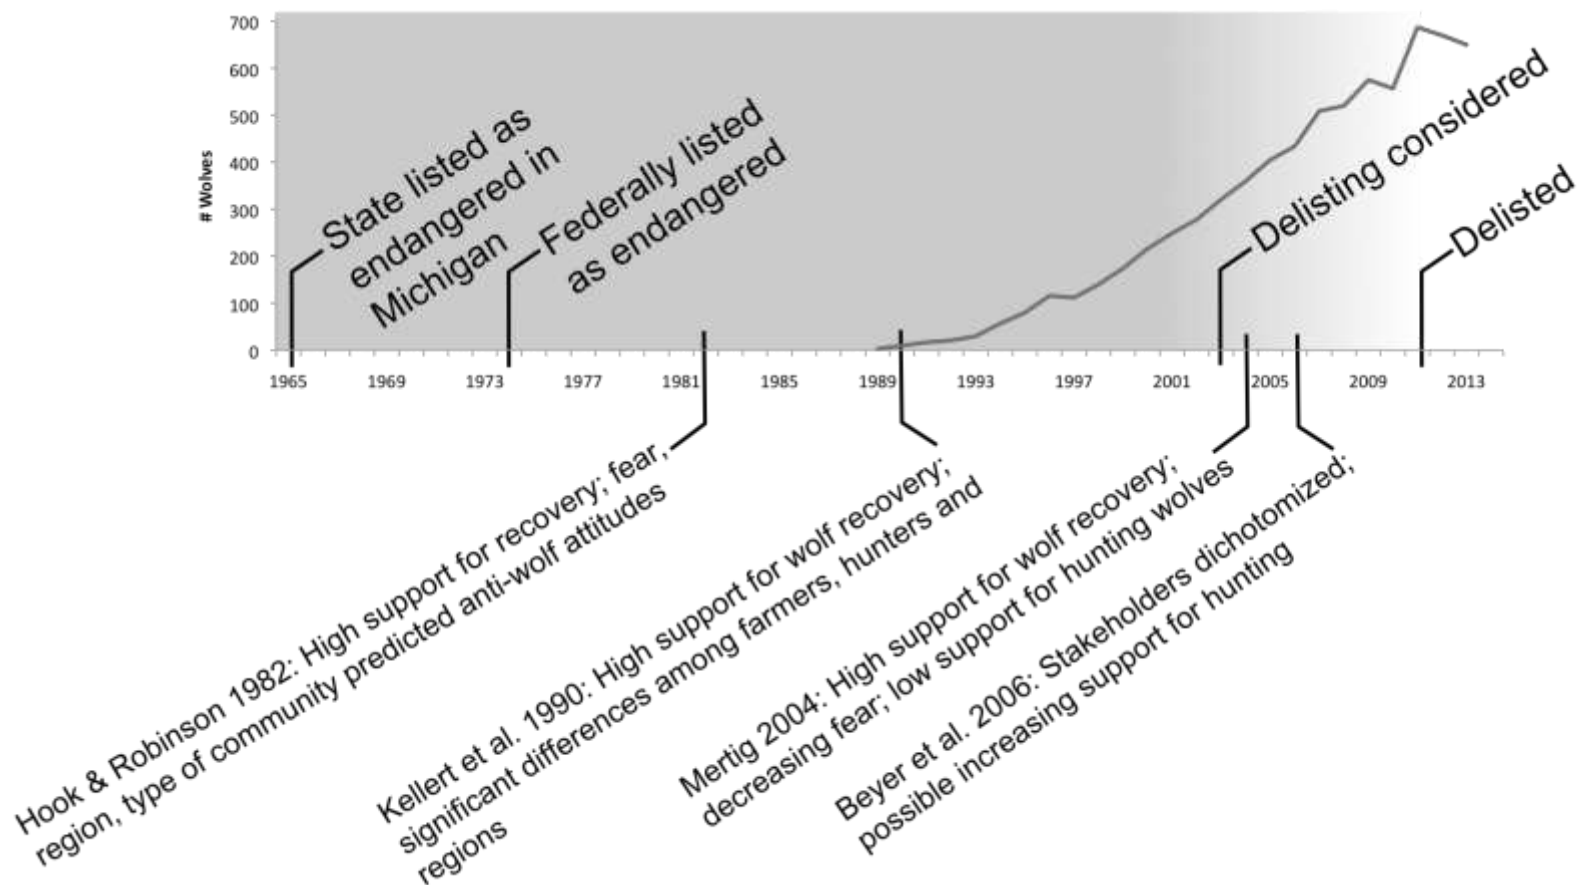 700
600
500
400
300
200
100
0
# Wolves
State listed as
endangered in
Michigan
Federally listed
as endangered
Delisting considered
Delisted
1965 1969 1973 1977 1981 1985 1989 1993 1997 2001 2005 2009 2013
Hook & Robinson 1982: High support for recovery; fear,
region, type of community predicted anti-wolf attitudes
Kellert et al. 1990: High support for wolf recovery;
significant differences among farmers, hunters and
regions
Mertig 2004: High support for wolf recovery;
decreasing fear; low support for hunting wolves
Beyer et al. 2006: Stakeholders dichotomized;
possible increasing support for hunting